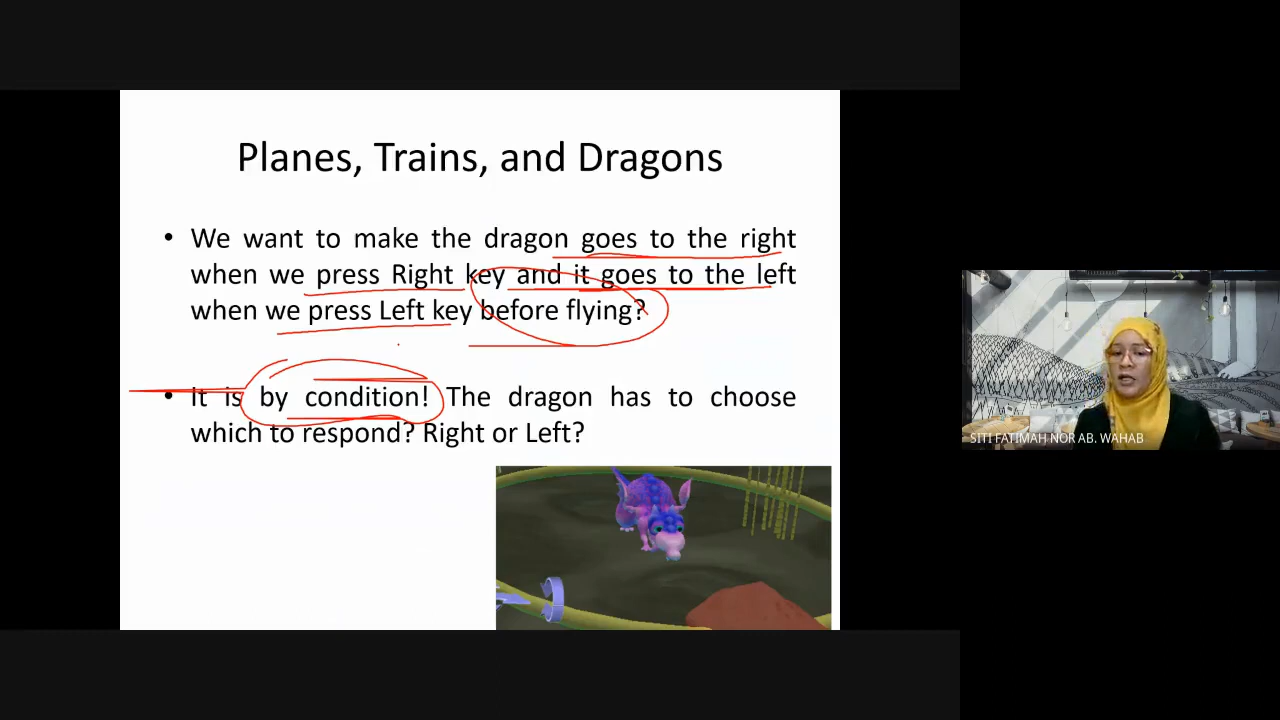 Planes, Trains, and Dragons
• We want to make the dragon goes to the right
when we press Right key and it goes to the left
when we press Left key before flying?
• It is by condition! The dragon has to choose
which to respond? Right or Left?
SITI FATIMAH NOR AB. WAHAB